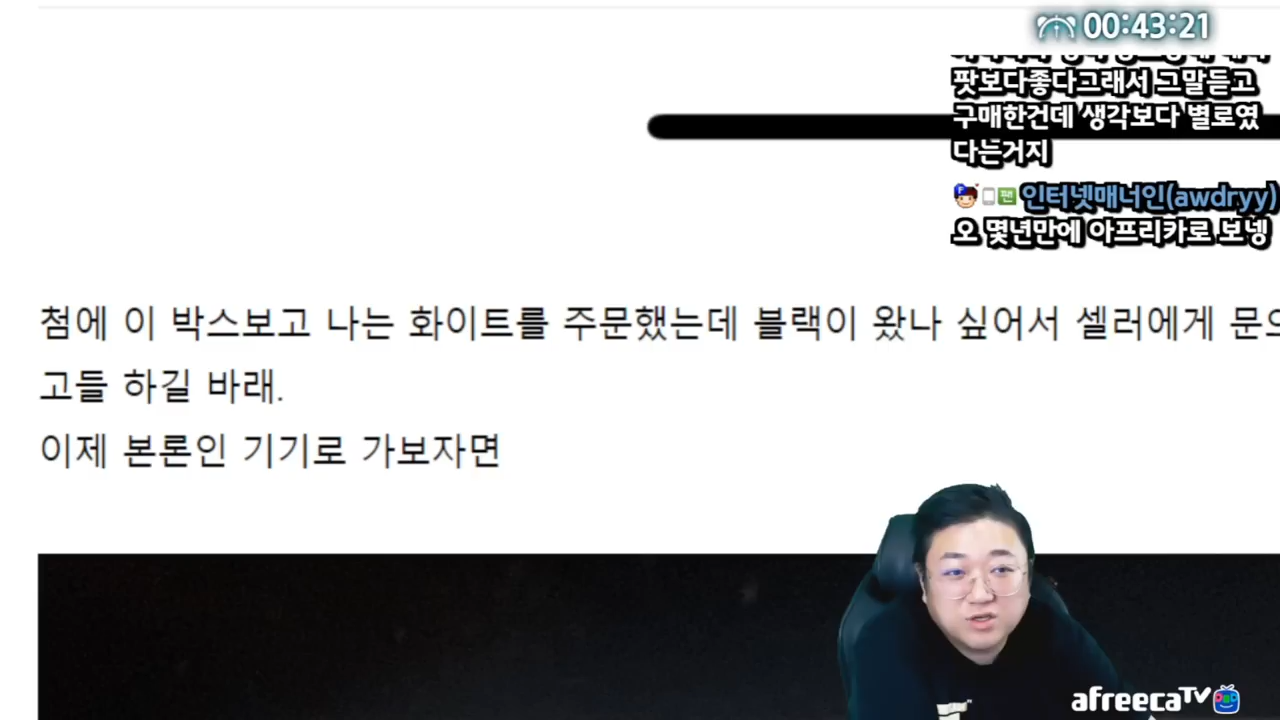 00:43:21
팟보다좋다그래서 그말듣고
구매한건데 생각보다 별로였
다는거지
인터넷매너인(awdryy)
오 몇년만에 아프리카로 보넹
첨에 이 박스보고 나는 화이트를 주문했는데 블랙이 왔나 싶어서 셀러에게
고들 하길 바래.
이제 본론인 기기로 가보자면
afreecaTV